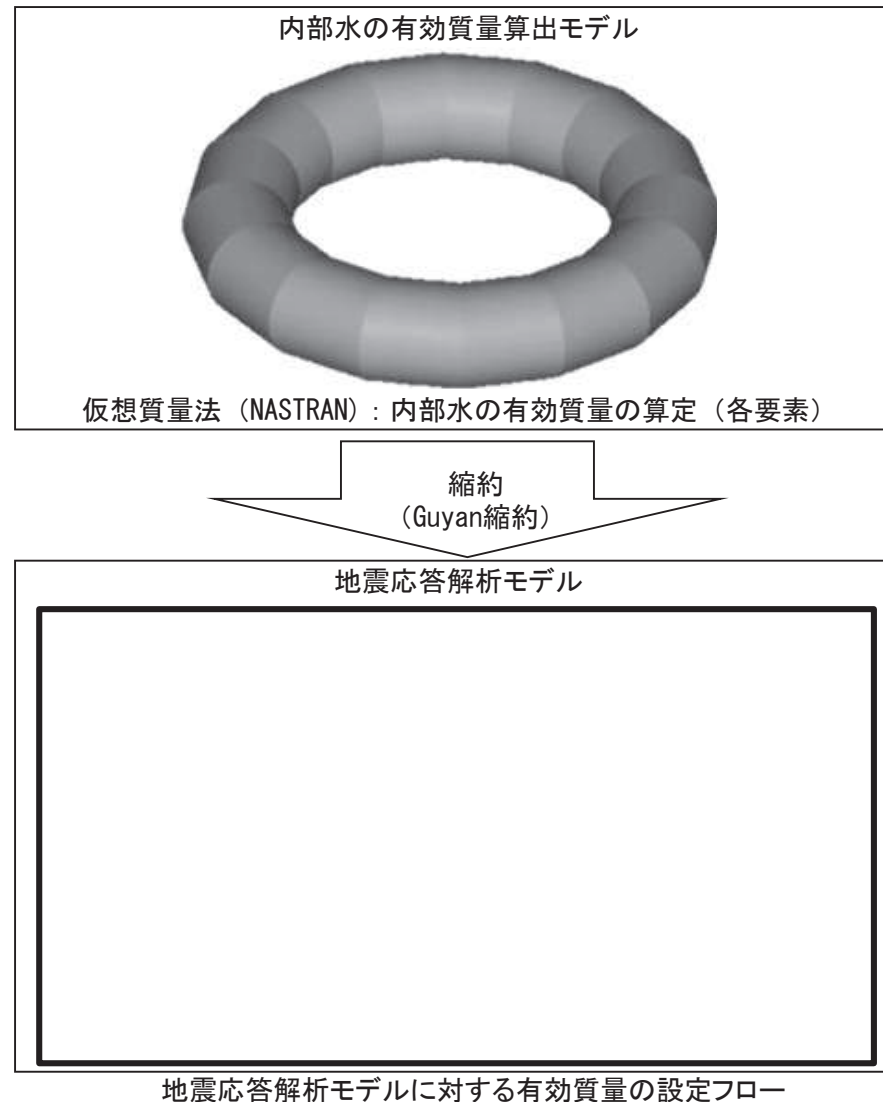 内部水の有効質量算出モデル
仮想質量法（NASTRAN）：内部水の有効質量の算定（各要素）
縮約
（Guyan縮約）
地震応答解析モデル
地震応答解析モデルに対する有効質量の設定フロー